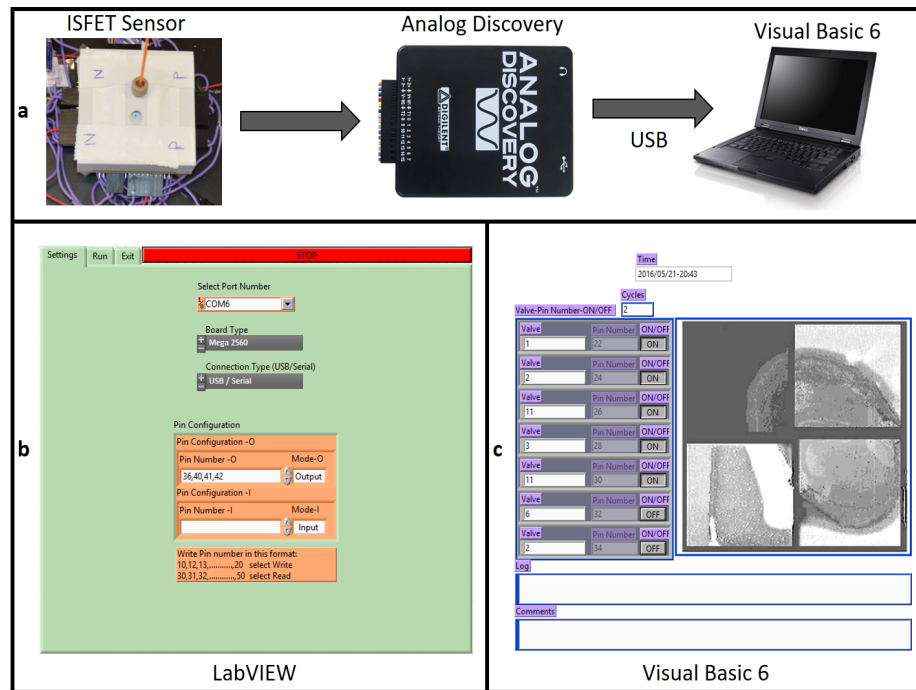 ISFET Sensor
Analog Discovery
Visual Basic 6
N
P
N
P
ANALOG
DISCOVERY
DIGILENT
DELL
a
USB
Settings
Run
Exit
STOP
Select Port Number
COM6
Board Type
Mega 2560
Connection Type (USB/Serial)
USB / Serial
Pin Configuration
Pin Configuration -O
Pin Number -O
Mode-O
36,40,41,42
Output
Pin Configuration -I
Pin Number -I
Mode-I
Input
Write Pin number in this format:
10,12,13,............,20 select Write
30,31,32,............,50 select Read
b
LabVIEW
Time
2016/05/21-20:43
Cycles
Valve-Pin Number-ON/OFF
2
Valve Pin Number ON/OFF
1 22 ON
Valve Pin Number ON/OFF
2 24 ON
Valve Pin Number ON/OFF
11 26 ON
Valve Pin Number ON/OFF
3 28 ON
Valve Pin Number ON/OFF
11 30 ON
Valve Pin Number ON/OFF
6 32 OFF
Valve Pin Number ON/OFF
2 34 OFF
c
Log
Comments
Visual Basic 6